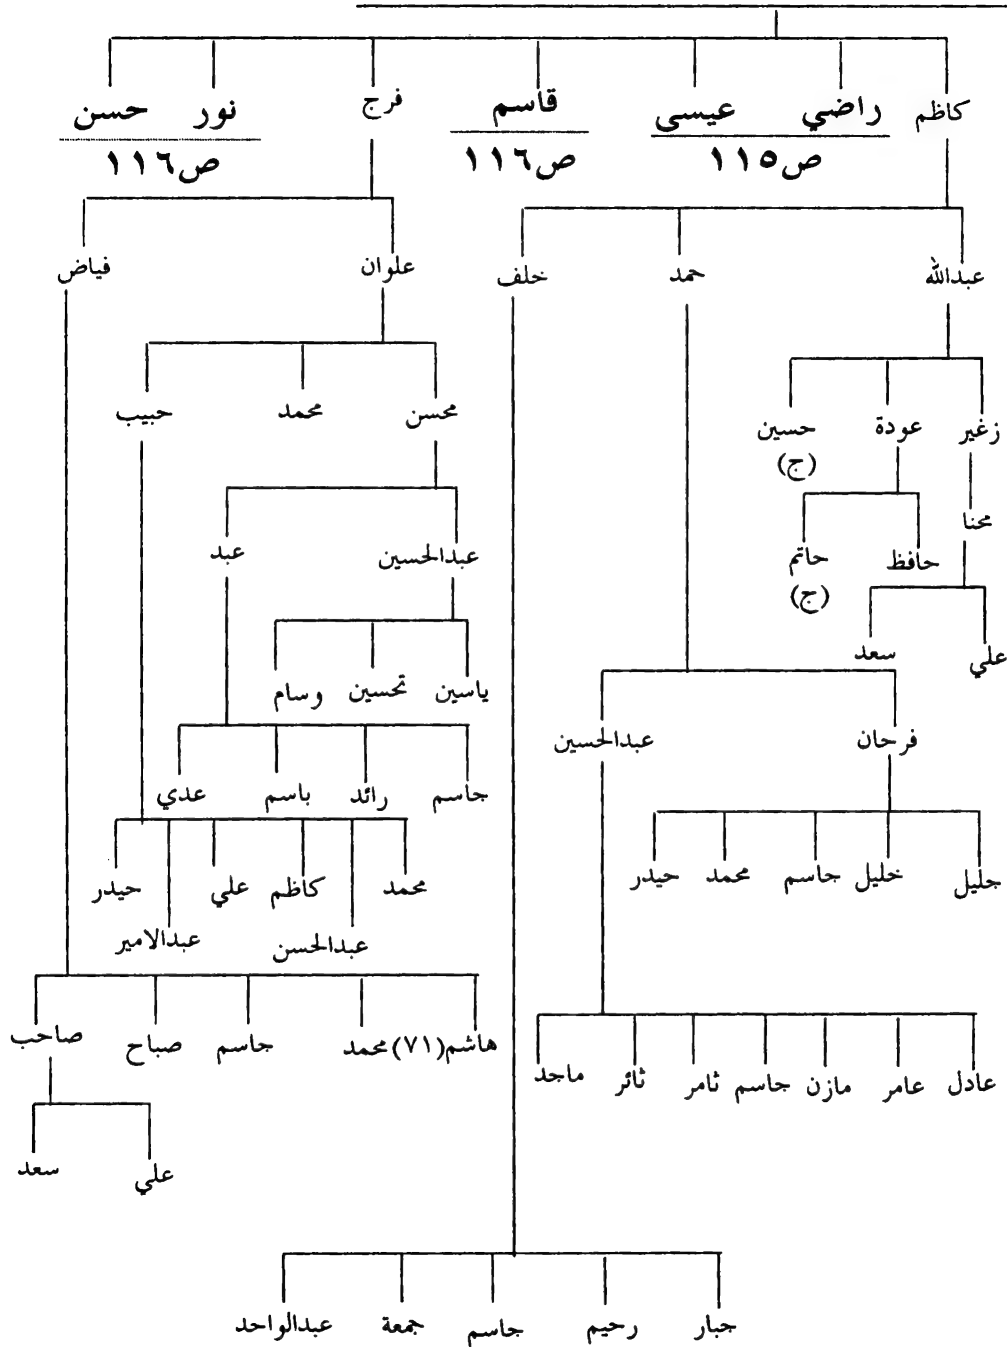 كاظم راضي عيسى قاسم فرج نور حسن
ص١١٥ ص١١٦ ص١١٦
عبدالله حمد خلف علوان فياض
زغير عودة حسين محسن محمد حبيب
(ج)
محنا
حافظ حاتم عبدالحسين عبد
(ج)
علي سعد
ياسين تحسين وسام
فرحان عبدالحسين
جاسم رائد باسم عدي
جليل خليل جاسم محمد حيدر محمد كاظم علي حيدر
عبدالحسن عبدالامير
هاشم(٧١) محمد جاسم صباح صاحب
عادل عامر مازن جاسم ثامر ثائر ماجد
علي سعد
جبار رحيم جاسم جمعة عبدالواحد